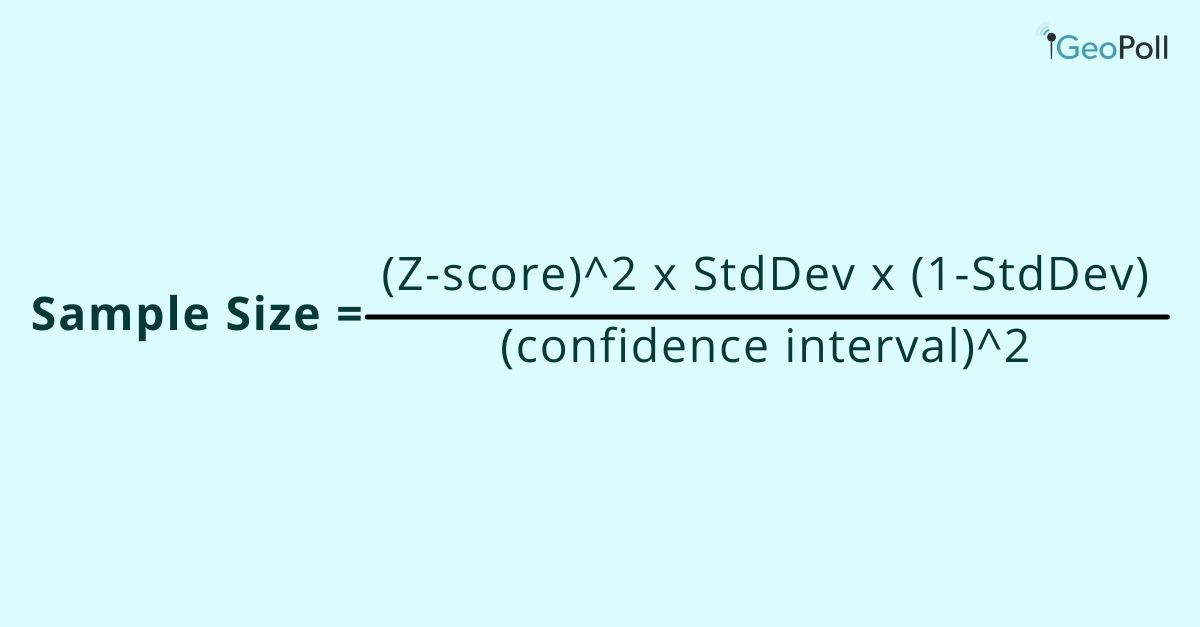 GeoPoll
(Z-score)^2 x StdDev x (1-StdDev)
Sample Size =
(confidence interval)^2